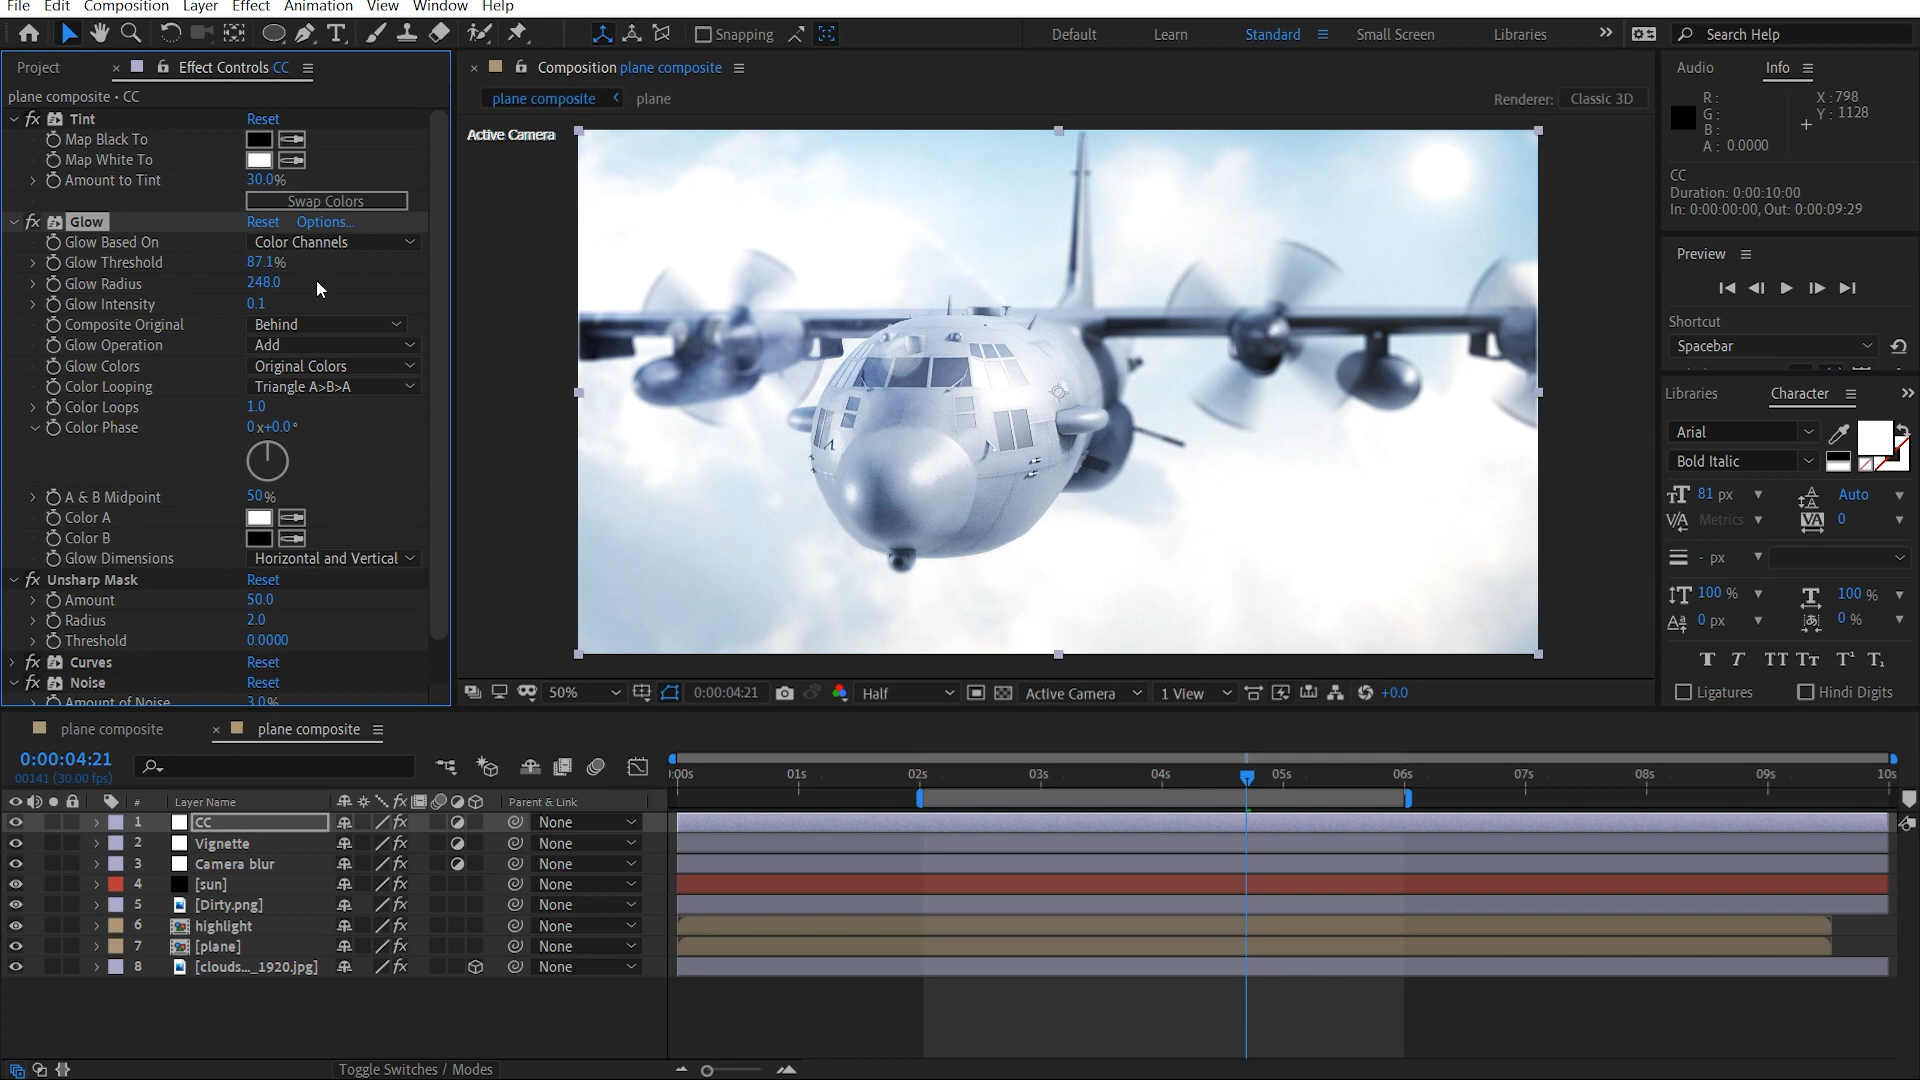 File Edit Composition Layer Effect Animation View Window Help
Snapping
Default Learn Standard Small Screen Libraries
Search Help
Project Effect Controls CC
plane composite • CC
Tint Reset
Map Black To
Map White To
Amount to Tint 30.0%
Swap Colors
Glow Reset Options...
Glow Based On Color Channels
Glow Threshold 87.1%
Glow Radius 248.0
Glow Intensity 0.1
Composite Original Behind
Glow Operation Add
Glow Colors Original Colors
Color Looping Triangle A>B>A
Color Loops 1.0
Color Phase 0x+0.0°
A & B Midpoint 50%
Color A
Color B
Glow Dimensions Horizontal and Vertical
Unsharp Mask Reset
Amount 50.0
Radius 2.0
Threshold 0.0000
Curves Reset
Noise Reset
Amount of Noise 3.0%
Composition plane composite
plane composite plane
Renderer: Classic 3D
Active Camera
50% 0:00:04:21 Half Active Camera 1 View +0.0
Audio Info
R: X:798
G: Y:1128
B:
A: 0.0000
CC
Duration: 0:00:10:00
In: 0:00:00:00, Out: 0:00:09:29
Preview
Shortcut
Spacebar
Libraries Character
Arial
Bold Italic
81 px Auto
Metrics 0
- px
100 % 100 %
0 px 0 %
T T TT TT T¹ T₁
Ligatures Hindi Digits
plane composite plane composite
0:00:04:21
00141 (30.00 fps)
:00s 01s 02s 03s 04s 05s 06s 07s 08s 09s 10s
# Layer Name Parent & Link
1 CC None
2 Vignette None
3 Camera blur None
4 [sun] None
5 [Dirty.png] None
6 highlight None
7 [plane] None
8 [clouds..._1920.jpg] None
Toggle Switches / Modes